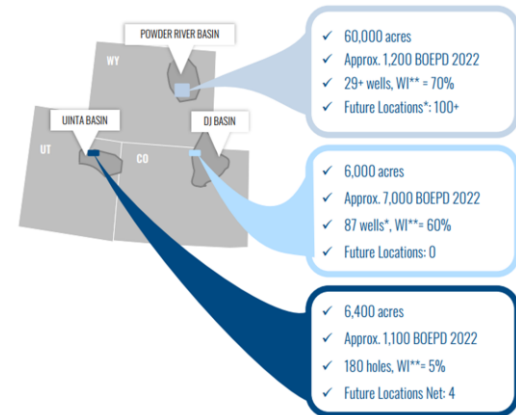 POWDER RIVER BASIN
WY
UINTA BASIN
DJ BASIN
UT
CO
✓ 60,000 acres
✓ Approx. 1,200 BOEPD 2022
✓ 29+ wells, WI** = 70%
✓ Future Locations*: 100+
✓ 6,000 acres
✓ Approx. 7,000 BOEPD 2022
✓ 87 wells*, WI**= 60%
✓ Future Locations: 0
✓ 6,400 acres
✓ Approx. 1,100 BOEPD 2022
✓ 180 holes, WI**= 5%
✓ Future Locations Net: 4